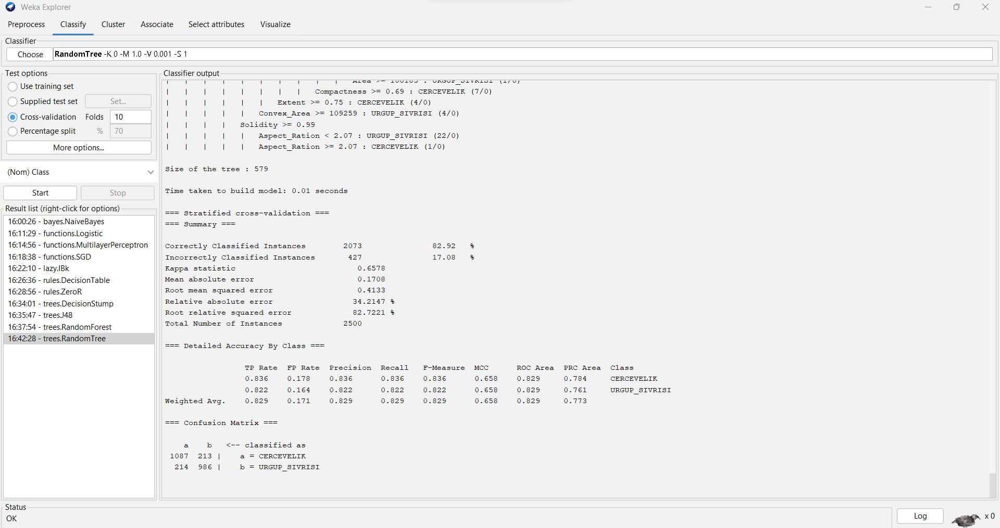 Weka Explorer
Preprocess Classify Cluster Associate Select attributes Visualize
Classifier
Choose RandomTree -K 0 -M 1.0 -V 0.001 -S 1
Test options
Use training set
Supplied test set Set...
Cross-validation Folds 10
Percentage split % 70
More options...
(Nom) Class
Start Stop
Result list (right-click for options)
16:00:26 - bayes.NaiveBayes
16:11:29 - functions.Logistic
16:14:56 - functions.MultilayerPerceptron
16:18:38 - functions.SGD
16:22:10 - lazy.IBk
16:26:36 - rules.DecisionTable
16:28:56 - rules.ZeroR
16:34:01 - trees.DecisionStump
16:35:47 - trees.J48
16:37:54 - trees.RandomForest
16:42:28 - trees.RandomTree
Classifier output
| | | | | | | | | | Area >= : URGUP_SIVRISI (1/0)
| | | | | | | | Compactness >= 0.69 : CERCEVELIK (7/0)
| | | | | | Extent >= 0.75 : CERCEVELIK (4/0)
| | | | | Convex_Area >= 109259 : URGUP_SIVRISI (4/0)
| | | | Solidity >= 0.99
| | | | | Aspect_Ration < 2.07 : URGUP_SIVRISI (22/0)
| | | | | Aspect_Ration >= 2.07 : CERCEVELIK (1/0)
Size of the tree : 579
Time taken to build model: 0.01 seconds
=== Stratified cross-validation ===
=== Summary ===
Correctly Classified Instances 2073 82.92 %
Incorrectly Classified Instances 427 17.08 %
Kappa statistic 0.6578
Mean absolute error 0.1708
Root mean squared error 0.4133
Relative absolute error 34.2147 %
Root relative squared error 82.7221 %
Total Number of Instances 2500
=== Detailed Accuracy By Class ===
TP Rate FP Rate Precision Recall F-Measure MCC ROC Area PRC Area Class
0.836 0.178 0.836 0.836 0.836 0.658 0.829 0.784 CERCEVELIK
0.822 0.164 0.822 0.822 0.822 0.658 0.829 0.761 URGUP_SIVRISI
Weighted Avg. 0.829 0.171 0.829 0.829 0.829 0.658 0.829 0.773
=== Confusion Matrix ===
a b <-- classified as
1087 213 | a = CERCEVELIK
214 986 | b = URGUP_SIVRISI
Status
OK
Log
x 0